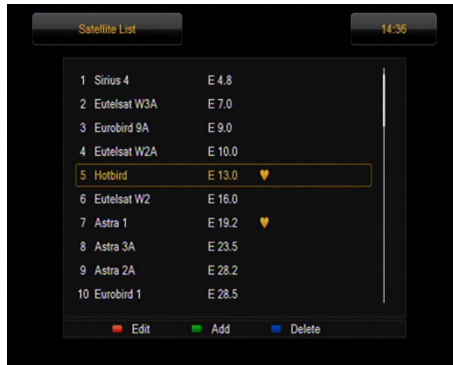 Satellite List 14:36
1 Sirius 4 E 4.8
2 Eutelsat W3A E 7.0
3 Eurobird 9A E 9.0
4 Eutelsat W2A E 10.0
5 Hotbird E 13.0
6 Eutelsat W2 E 16.0
7 Astra 1 E 19.2
8 Astra 3A E 23.5
9 Astra 2A E 28.2
10 Eurobird 1 E 28.5
Edit Add Delete